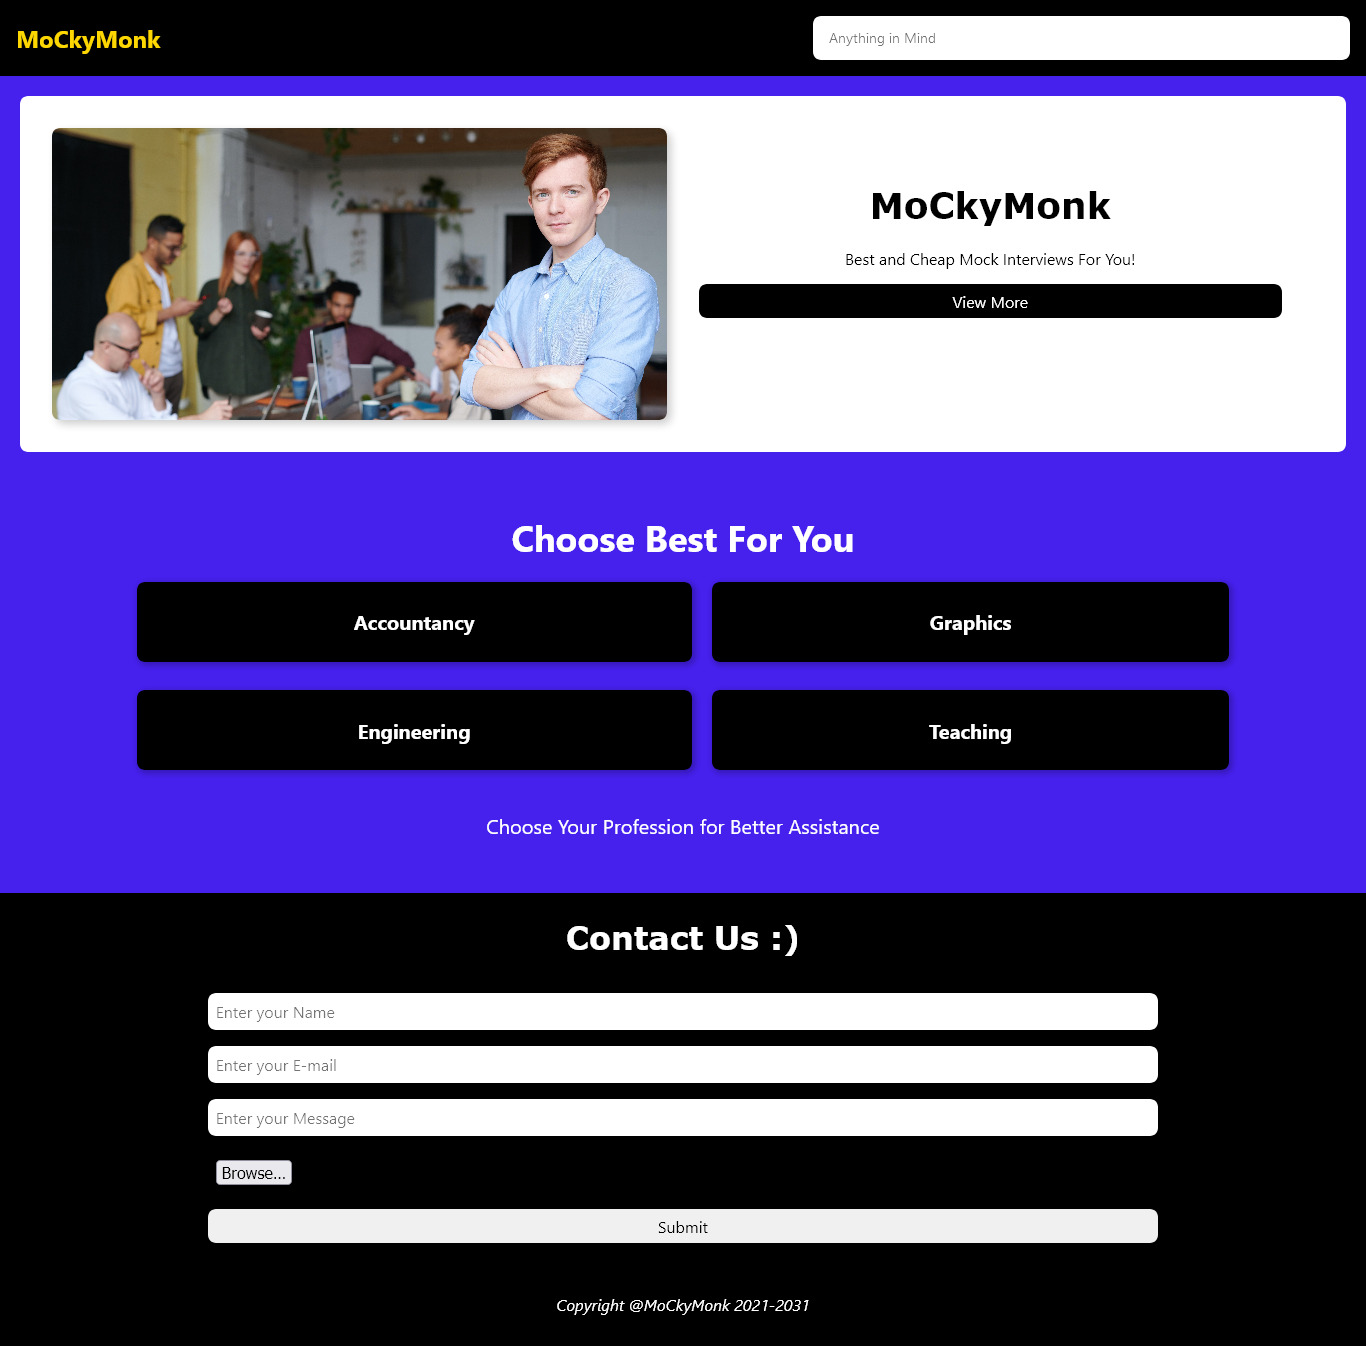 MoCkyMonk
Anything in Mind
MoCkyMonk
Best and Cheap Mock Interviews For You!
View More
Choose Best For You
Accountancy
Graphics
Engineering
Teaching
Choose Your Profession for Better Assistance
Contact Us :)
Enter your Name
Enter your E-mail
Enter your Message
Browse...
Submit
Copyright @MoCkyMonk 2021-2031